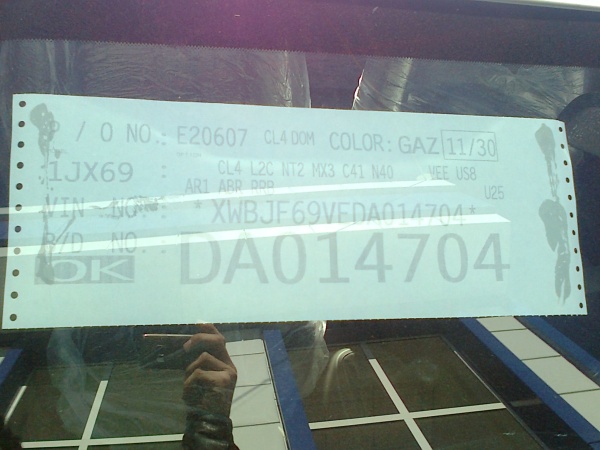 / O NO.: E20607 CL4 DOM COLOR: GAZ 11/30
1JX69 : CL4 L2C NT2 MX3 C41 N40 VEE US8
AR1 ABR U25
VIN NO : *XWBJF69VEDA014704*
P/D NO : DA014704
OK